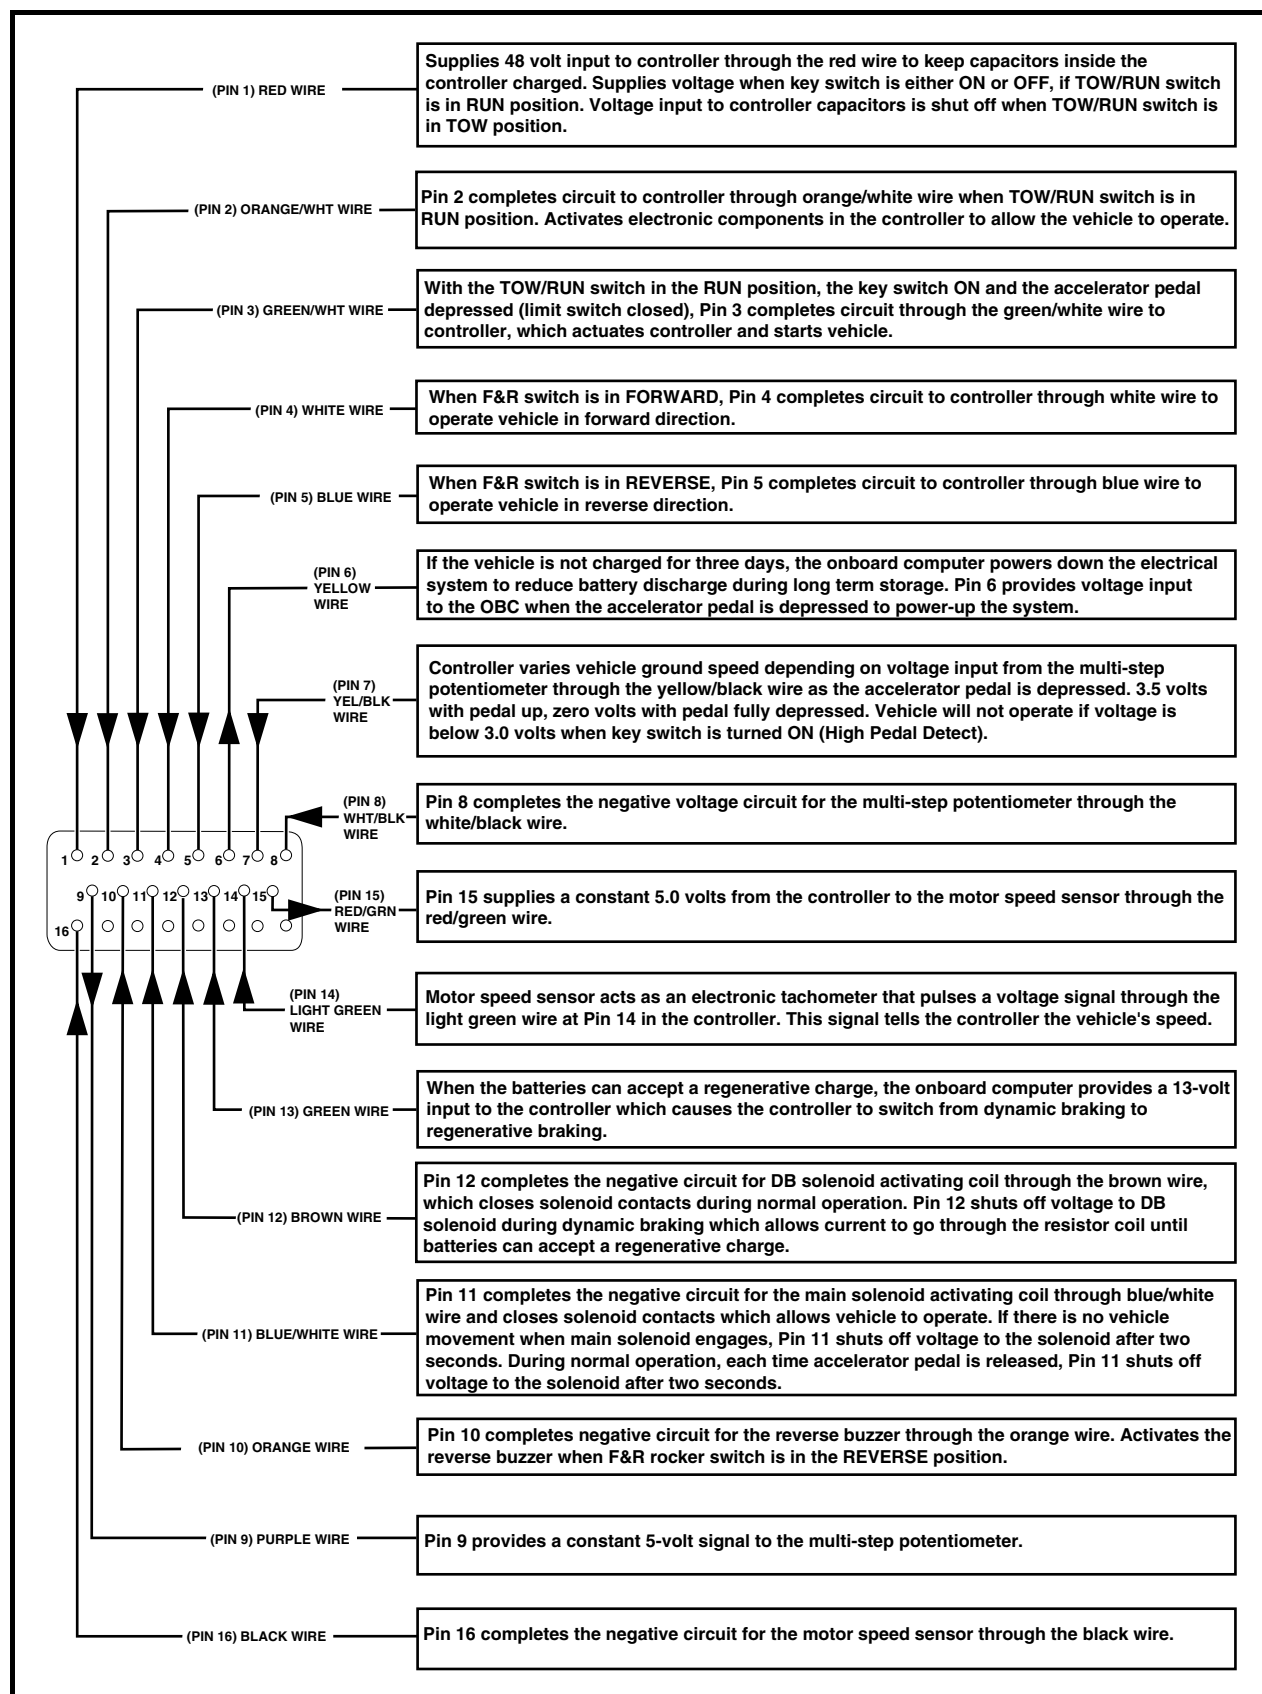 (PIN 1) RED WIRE
Supplies 48 volt input to controller through the red wire to keep capacitors inside the
controller charged. Supplies voltage when key switch is either ON or OFF, if TOW/RUN switch
is in RUN position. Voltage input to controller capacitors is shut off when TOW/RUN switch is
in TOW position.
(PIN 2) ORANGE/WHT WIRE
Pin 2 completes circuit to controller through orange/white wire when TOW/RUN switch is in
RUN position. Activates electronic components in the controller to allow the vehicle to operate.
(PIN 3) GREEN/WHT WIRE
With the TOW/RUN switch in the RUN position, the key switch ON and the accelerator pedal
depressed (limit switch closed), Pin 3 completes circuit through the green/white wire to
controller, which actuates controller and starts vehicle.
(PIN 4) WHITE WIRE
When F&R switch is in FORWARD, Pin 4 completes circuit to controller through white wire to
operate vehicle in forward direction.
(PIN 5) BLUE WIRE
When F&R switch is in REVERSE, Pin 5 completes circuit to controller through blue wire to
operate vehicle in reverse direction.
(PIN 6)
YELLOW
WIRE
If the vehicle is not charged for three days, the onboard computer powers down the electrical
system to reduce battery discharge during long term storage. Pin 6 provides voltage input
to the OBC when the accelerator pedal is depressed to power-up the system.
(PIN 7)
YEL/BLK
WIRE
Controller varies vehicle ground speed depending on voltage input from the multi-step
potentiometer through the yellow/black wire as the accelerator pedal is depressed. 3.5 volts
with pedal up, zero volts with pedal fully depressed. Vehicle will not operate if voltage is
below 3.0 volts when key switch is turned ON (High Pedal Detect).
(PIN 8)
WHT/BLK
WIRE
Pin 8 completes the negative voltage circuit for the multi-step potentiometer through the
white/black wire.
1 2 3 4 5 6 7 8
9 10 11 12 13 14 15
16
(PIN 15)
RED/GRN
WIRE
Pin 15 supplies a constant 5.0 volts from the controller to the motor speed sensor through the
red/green wire.
(PIN 14)
LIGHT GREEN
WIRE
Motor speed sensor acts as an electronic tachometer that pulses a voltage signal through the
light green wire at Pin 14 in the controller. This signal tells the controller the vehicle's speed.
(PIN 13) GREEN WIRE
When the batteries can accept a regenerative charge, the onboard computer provides a 13-volt
input to the controller which causes the controller to switch from dynamic braking to
regenerative braking.
(PIN 12) BROWN WIRE
Pin 12 completes the negative circuit for DB solenoid activating coil through the brown wire,
which closes solenoid contacts during normal operation. Pin 12 shuts off voltage to DB
solenoid during dynamic braking which allows current to go through the resistor coil until
batteries can accept a regenerative charge.
(PIN 11) BLUE/WHITE WIRE
Pin 11 completes the negative circuit for the main solenoid activating coil through blue/white
wire and closes solenoid contacts which allows vehicle to operate. If there is no vehicle
movement when main solenoid engages, Pin 11 shuts off voltage to the solenoid after two
seconds. During normal operation, each time accelerator pedal is released, Pin 11 shuts off
voltage to the solenoid after two seconds.
(PIN 10) ORANGE WIRE
Pin 10 completes negative circuit for the reverse buzzer through the orange wire. Activates the
reverse buzzer when F&R rocker switch is in the REVERSE position.
(PIN 9) PURPLE WIRE
Pin 9 provides a constant 5-volt signal to the multi-step potentiometer.
(PIN 16) BLACK WIRE
Pin 16 completes the negative circuit for the motor speed sensor through the black wire.